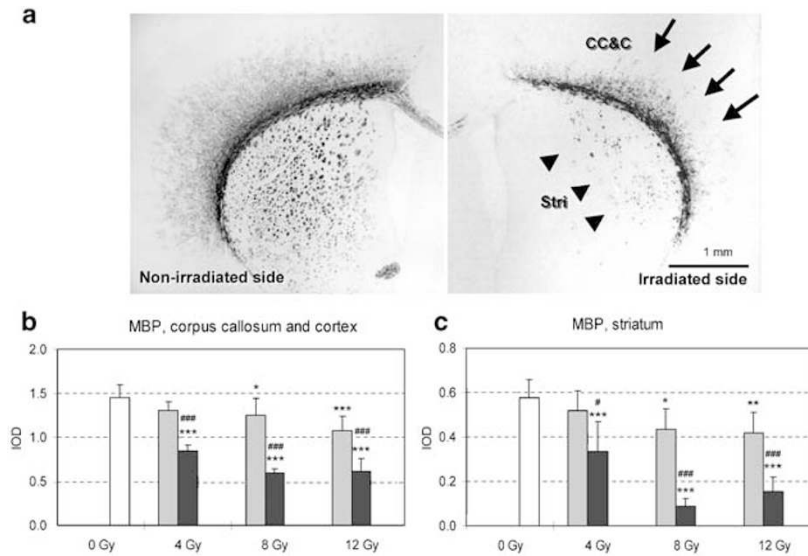 a
CC&C
Stri
1 mm
Non-irradiated side
Irradiated side
b
MBP, corpus callosum and cortex
2.0
1.5
1.0
0.5
0.0
IOD
###
***
*
###
***
***
###
***
0 Gy
4 Gy
8 Gy
12 Gy
c
MBP, striatum
0.8
0.6
0.4
0.2
0.0
IOD
#
***
*
###
***
**
###
***
0 Gy
4 Gy
8 Gy
12 Gy